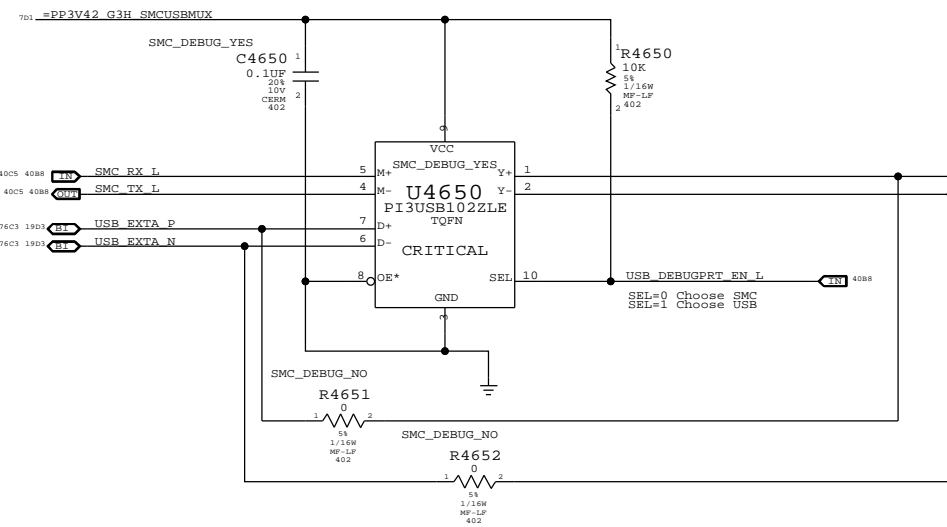 7D1 =PP3V42_G3H_SMCUSBMUX
SMC_DEBUG_YES
C4650 1
0.1UF
20%
10V
CERM
402
2
1 R4650
10K
5%
1/16W
MF-LF
2 402
9
VCC
SMC_DEBUG_YES
40C5 40B8 IN SMC_RX_L 5 M+ Y+ 1
40C5 40B8 OUT SMC_TX_L 4 M- Y- 2
U4650
PI3USB102ZLE
TQFN
76C3 19D3 BI USB_EXTA_P 7 D+
76C3 19D3 BI USB_EXTA_N 6 D-
CRITICAL
8 OE* SEL 10 USB_DEBUGPRT_EN_L IN 40B8
SEL=0 Choose SMC
SEL=1 Choose USB
GND
3
SMC_DEBUG_NO
R4651
0
1 2
5%
1/16W
MF-LF
402
SMC_DEBUG_NO
R4652
0
1 2
5%
1/16W
MF-LF
402